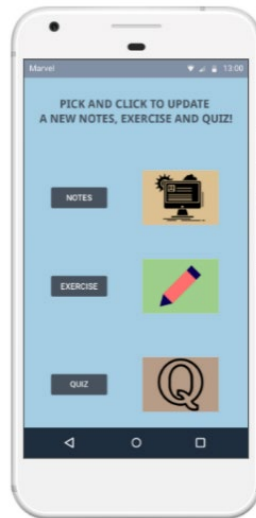 Marvel 13:00
PICK AND CLICK TO UPDATE
A NEW NOTES, EXERCISE AND QUIZ!
NOTES
EXERCISE
QUIZ
Q